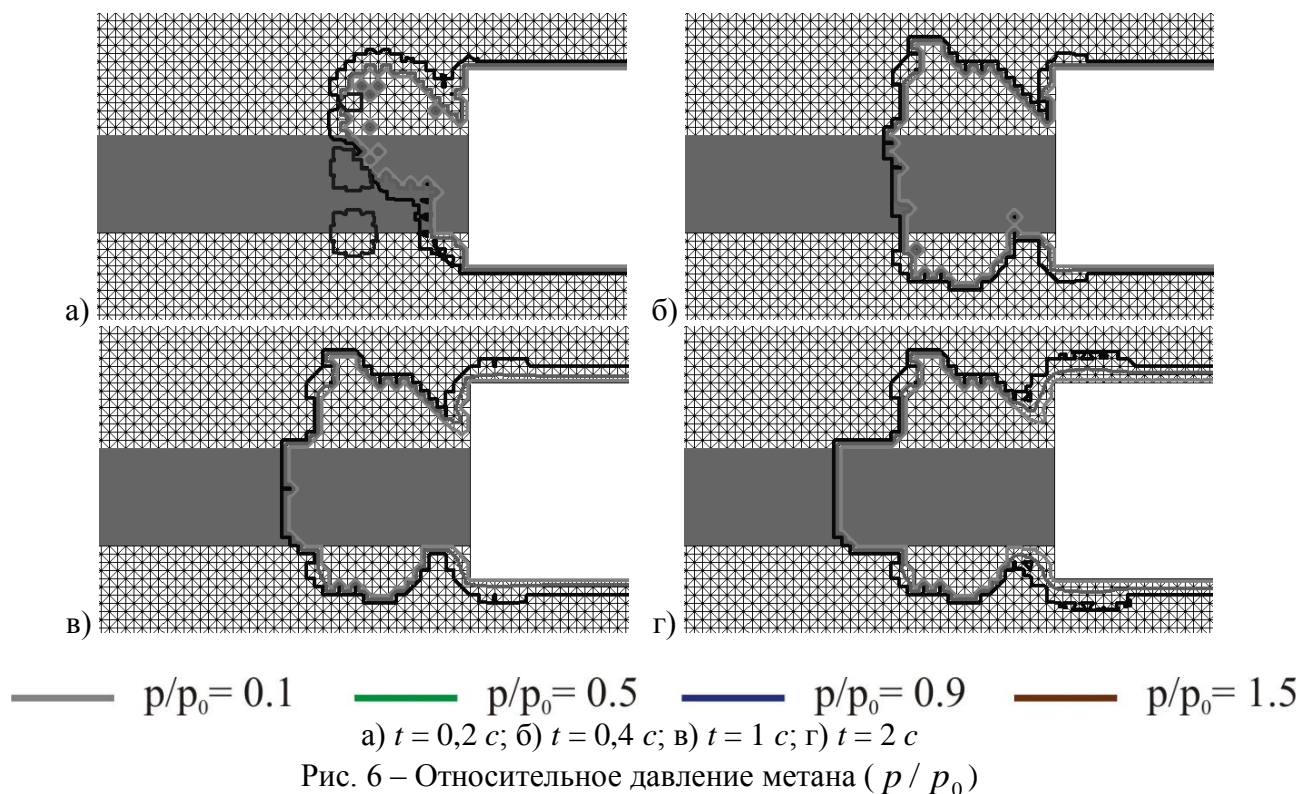 а)
б)
в)
г)
p/p₀= 0.1 p/p₀= 0.5 p/p₀= 0.9 p/p₀= 1.5
а) t = 0,2 c; б) t = 0,4 c; в) t = 1 c; г) t = 2 c
Рис. 6 – Относительное давление метана ( p / p₀ )